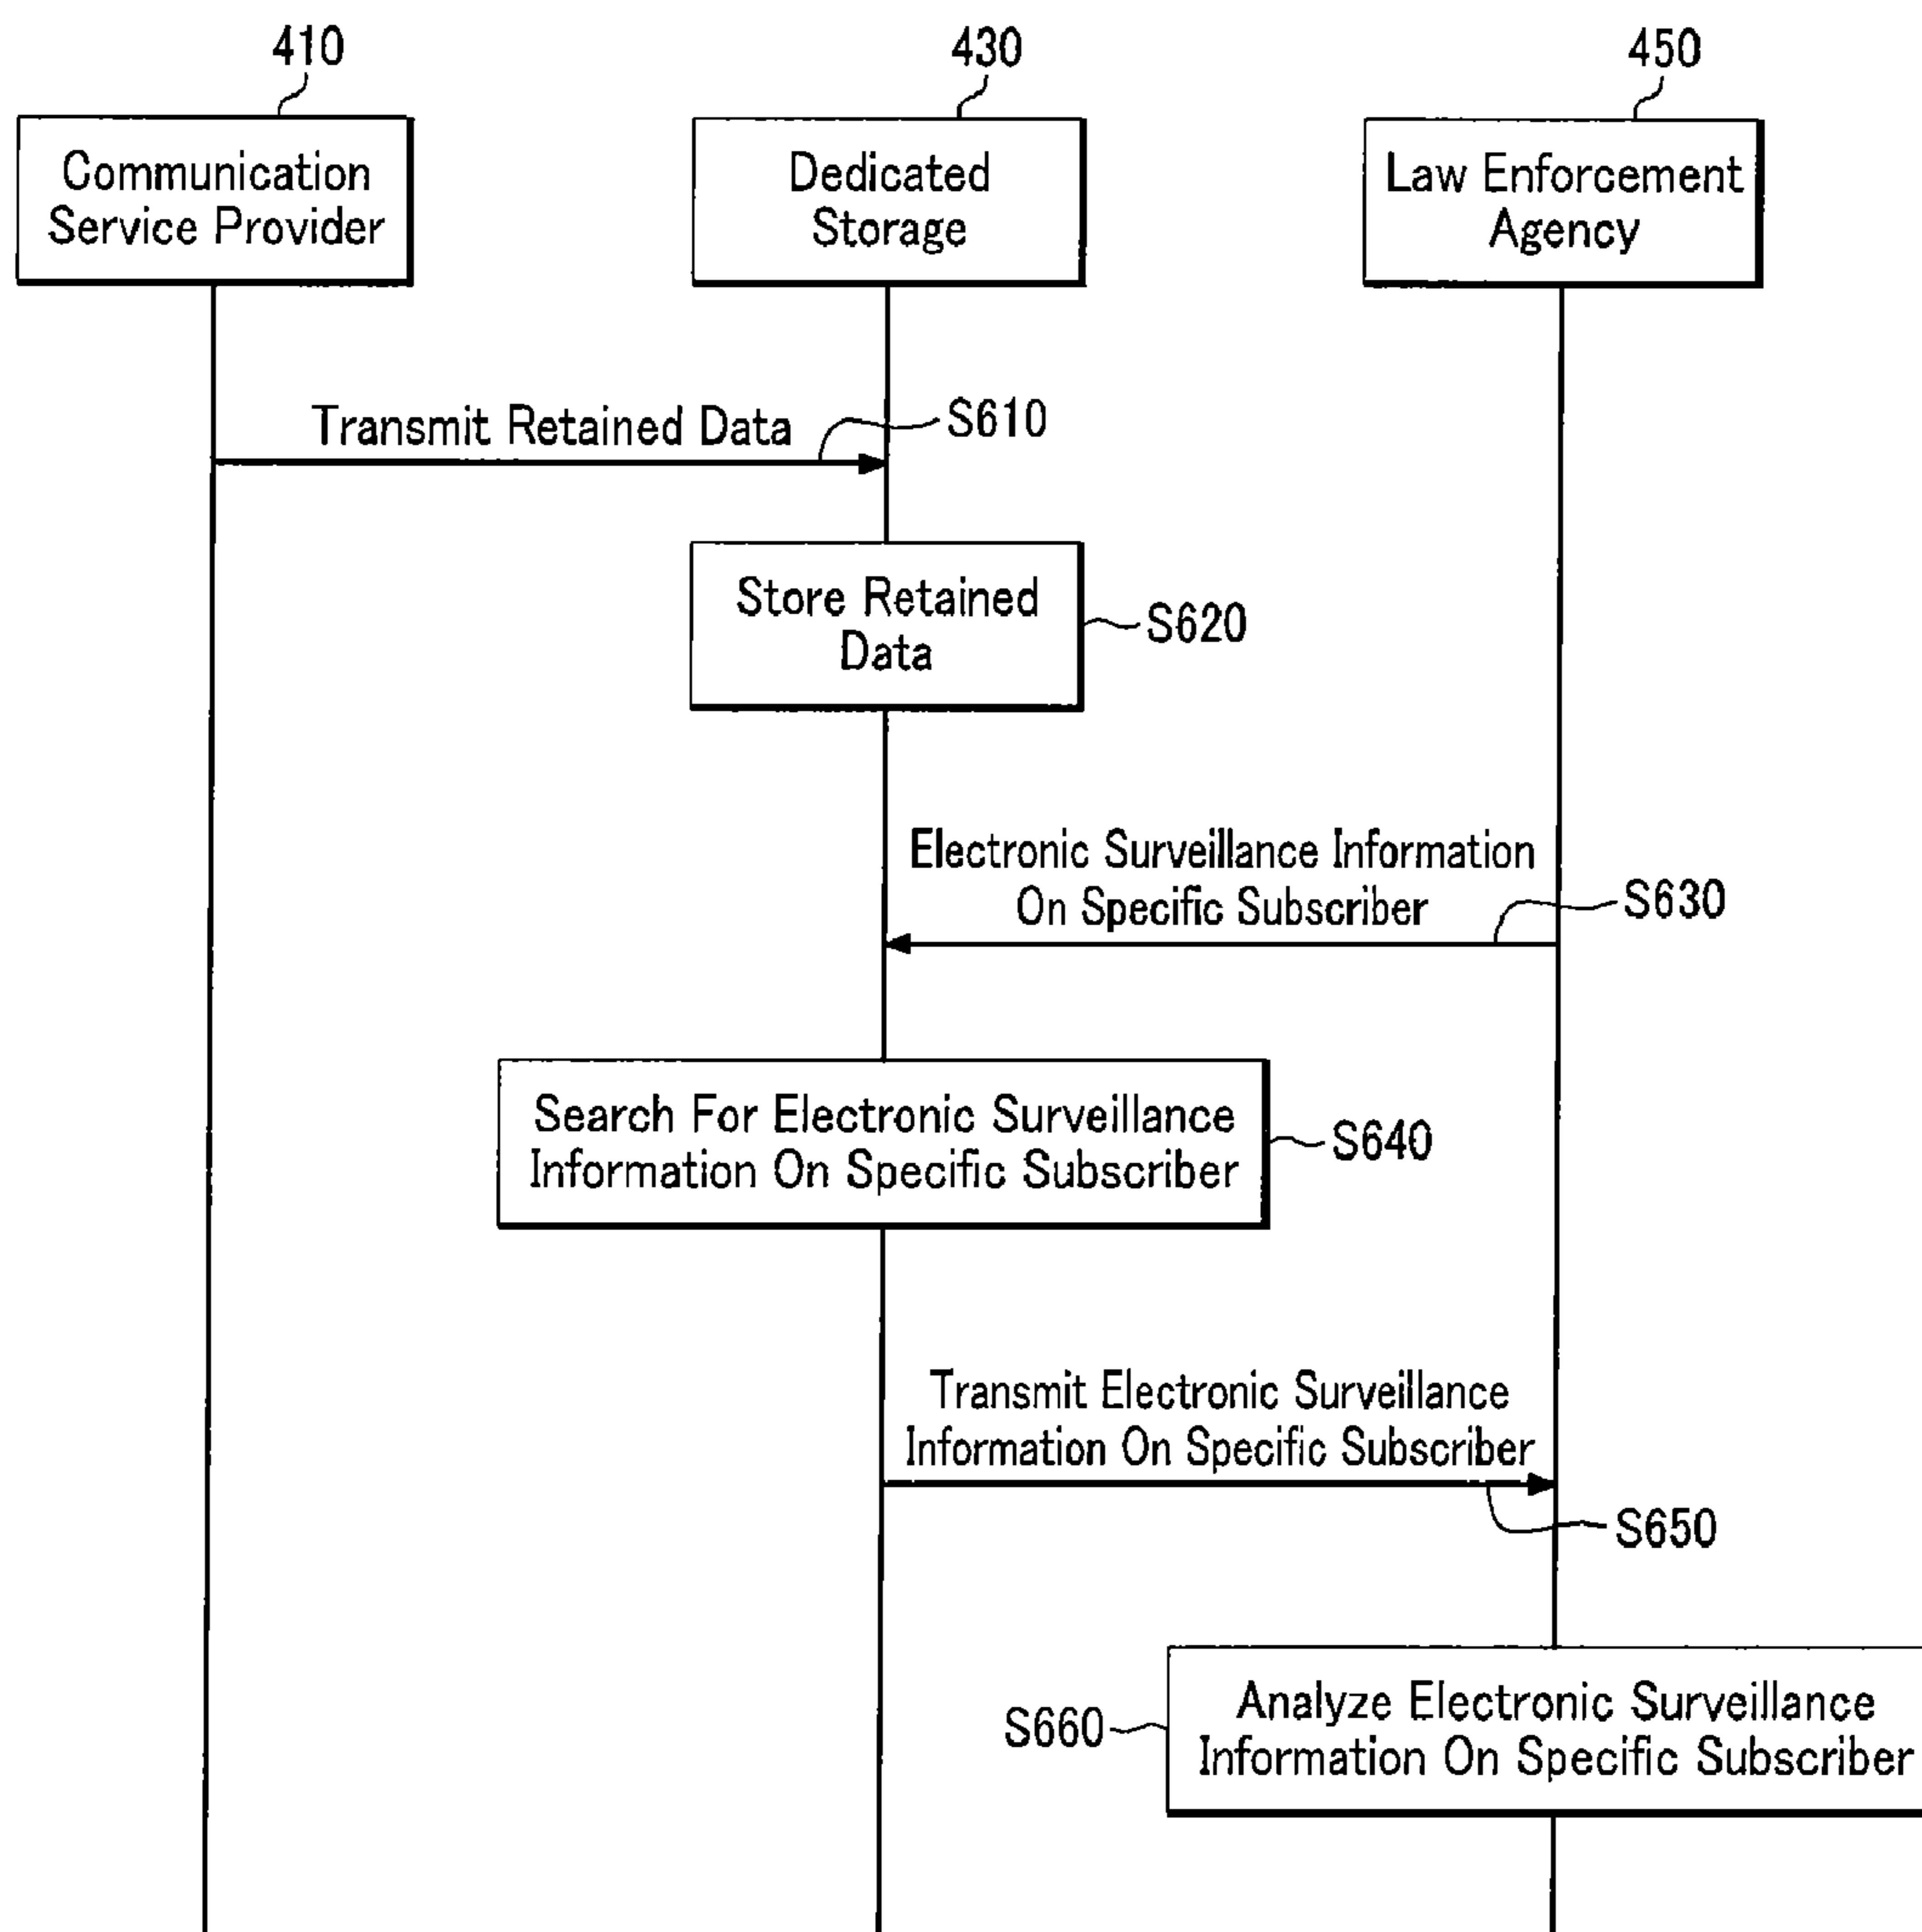 410
430
450
Communication
Service Provider
Dedicated
Storage
Law Enforcement
Agency
Transmit Retained Data
S610
Store Retained
Data
S620
Electronic Surveillance Information
On Specific Subscriber
S630
Search For Electronic Surveillance
Information On Specific Subscriber
S640
Transmit Electronic Surveillance
Information On Specific Subscriber
S650
S660
Analyze Electronic Surveillance
Information On Specific Subscriber